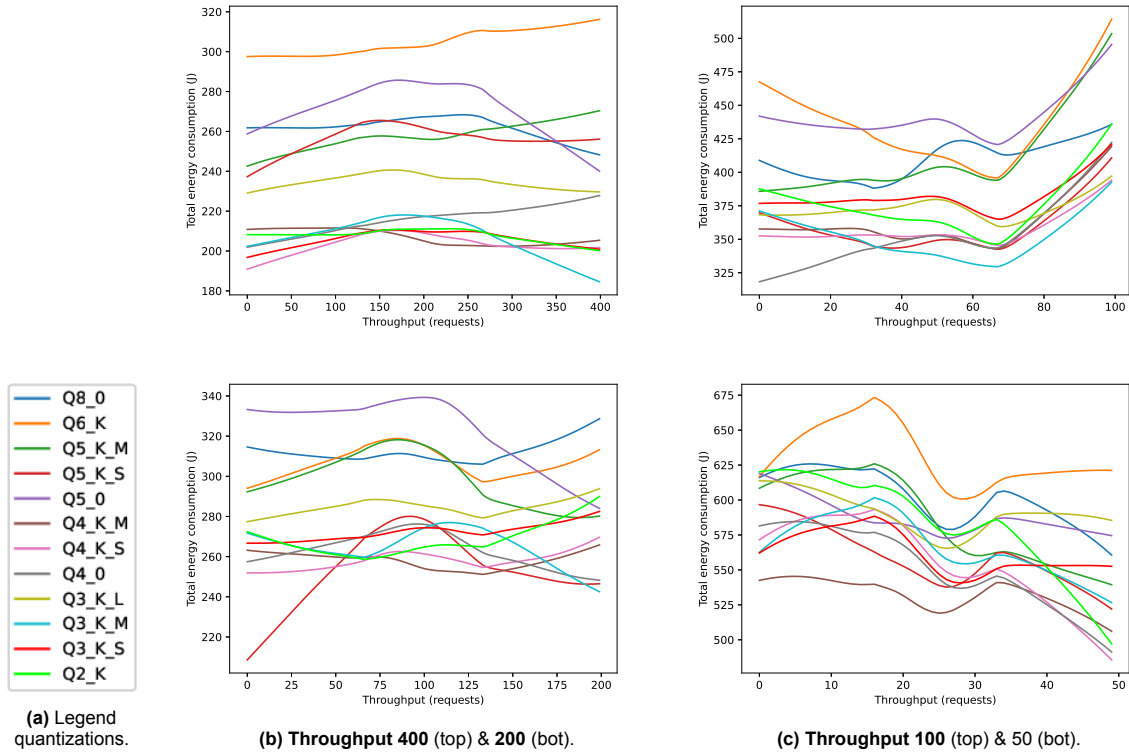 320
300
280
260
240
220
200
180
Total energy consumption (J)
0 50 100 150 200 250 300 350 400
Throughput (requests)
500
475
450
425
400
375
350
325
Total energy consumption (J)
0 20 40 60 80 100
Throughput (requests)
Q8_0
Q6_K
Q5_K_M
Q5_K_S
Q5_0
Q4_K_M
Q4_K_S
Q4_0
Q3_K_L
Q3_K_M
Q3_K_S
Q2_K
340
320
300
280
260
240
220
Total energy consumption (J)
0 25 50 75 100 125 150 175 200
Throughput (requests)
675
650
625
600
575
550
525
500
Total energy consumption (J)
0 10 20 30 40 50
Throughput (requests)
(a) Legend
quantizations.
(b) Throughput 400 (top) & 200 (bot).
(c) Throughput 100 (top) & 50 (bot).